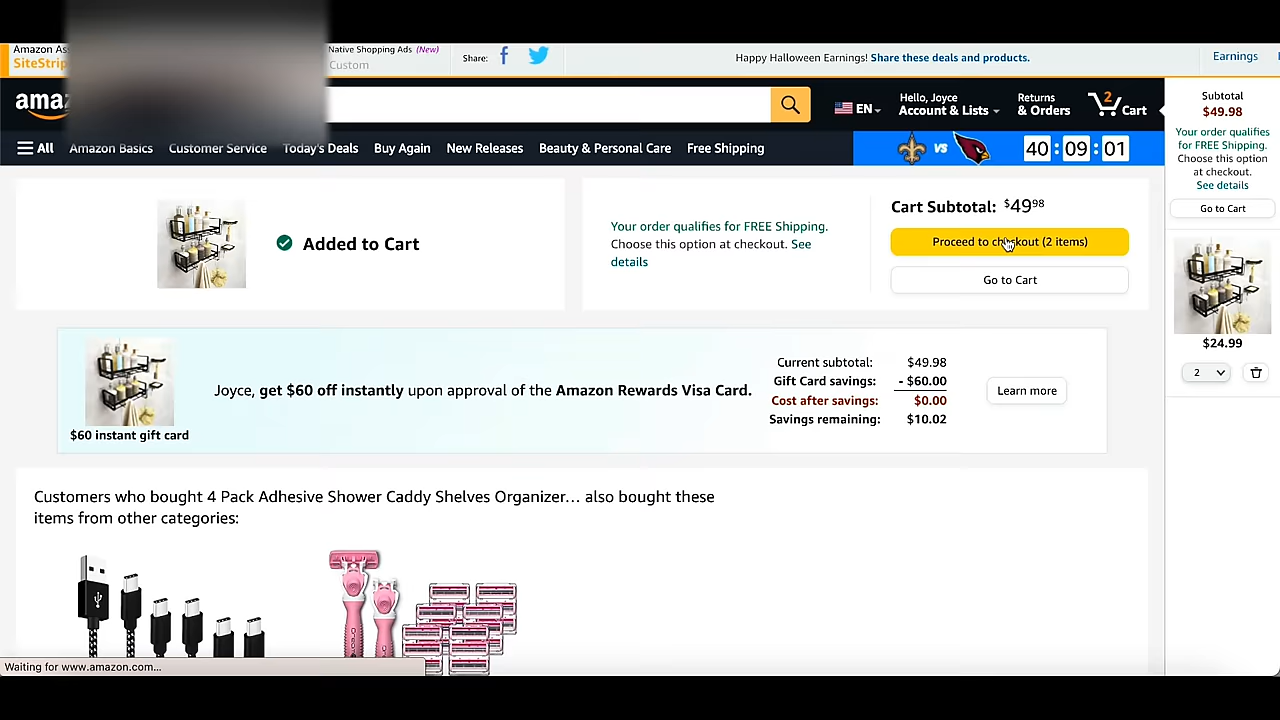 Amazon
SiteStrip
Native Shopping Ads (New)
Custom
Share:
Happy Halloween Earnings! Share these deals and products.
Earnings
EN
Hello, Joyce
Account & Lists
Returns
& Orders
2
Cart
All
Amazon Basics
Customer Service
Today's Deals
Buy Again
New Releases
Beauty & Personal Care
Free Shipping
VS
40 : 09 : 01
Subtotal
$49.98
Your order qualifies
for FREE Shipping.
Choose this option
at checkout.
See details
Go to Cart
$24.99
2
Added to Cart
Your order qualifies for FREE Shipping.
Choose this option at checkout. See
details
Cart Subtotal: $49.98
Proceed to checkout (2 items)
Go to Cart
$60 instant gift card
Joyce, get $60 off instantly upon approval of the Amazon Rewards Visa Card.
Current subtotal: $49.98
Gift Card savings: - $60.00
Cost after savings: $0.00
Savings remaining: $10.02
Learn more
Customers who bought 4 Pack Adhesive Shower Caddy Shelves Organizer... also bought these
items from other categories:
Waiting for www.amazon.com...